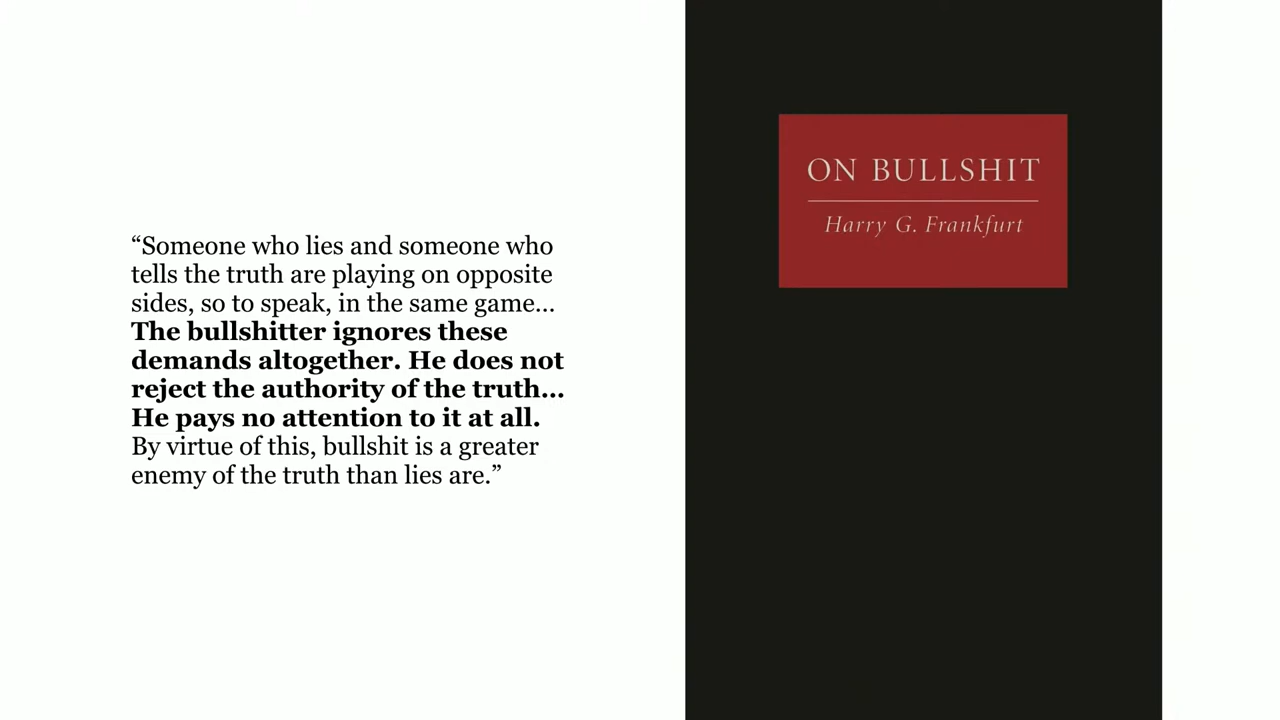 “Someone who lies and someone who
tells the truth are playing on opposite
sides, so to speak, in the same game...
The bullshitter ignores these
demands altogether. He does not
reject the authority of the truth...
He pays no attention to it at all.
By virtue of this, bullshit is a greater
enemy of the truth than lies are.”
ON BULLSHIT
Harry G. Frankfurt